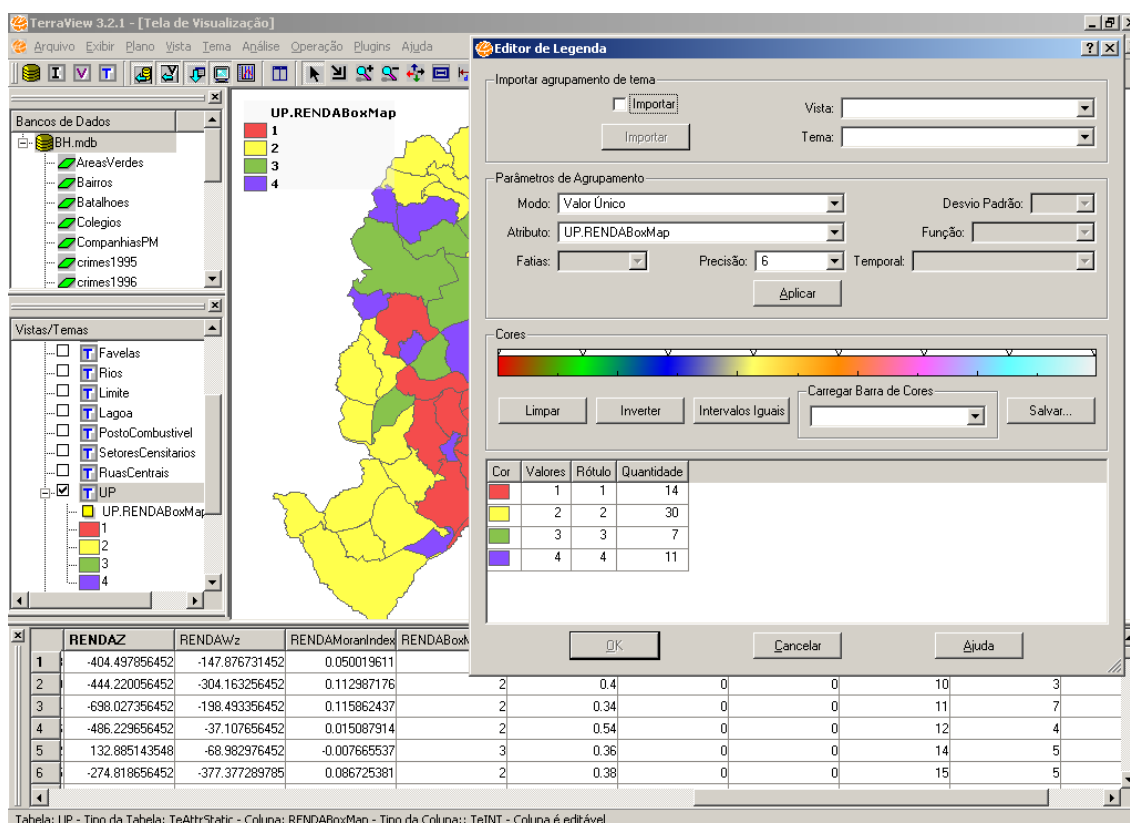 TerraView 3.2.1 - [Tela de Visualização]
Arquivo Exibir Plano Vista Tema Análise Operação Plugins Ajuda
I V T
Bancos de Dados
BH.mdb
AreasVerdes
Bairros
Batalhoes
Colegios
CompanhiasPM
crimes1995
crimes1996
Vistas/Temas
T Favelas
T Rios
T Limite
T Lagoa
T PostoCombustivel
T SetoresCensitarios
T RuasCentrais
T UP
UP.RENDABoxMap
1
2
3
4
UP.RENDABoxMap
1
2
3
4
Editor de Legenda
Importar agrupamento de tema
Importar Vista:
Importar Tema:
Parâmetros de Agrupamento
Modo: Valor Único Desvio Padrão:
Atributo: UP.RENDABoxMap Função:
Fatias: Precisão: 6 Temporal:
Aplicar
Cores
Carregar Barra de Cores
Limpar Inverter Intervalos Iguais Salvar...
Cor Valores Rótulo Quantidade
1 1 14
2 2 30
3 3 7
4 4 11
OK Cancelar Ajuda
RENDAZ RENDAWz RENDAMoranIndex
1 -404.497856452 -147.876731452 0.050019611
2 -444.220056452 -304.163256452 0.112987176 2 0.4 0 0 10 3
3 -698.027356452 -198.493356452 0.115862437 2 0.34 0 0 11 7
4 -486.229656452 -37.107656452 0.015087914 2 0.54 0 0 12 4
5 132.885143548 -68.982976452 -0.007665537 3 0.36 0 0 14 5
6 -274.818656452 -377.377289785 0.086725381 2 0.38 0 0 15 5
Tabela: UP - Tipo da Tabela: TeAttrStatic - Coluna: RENDABoxMap - Tipo da Coluna:: TeINT - Coluna é editável